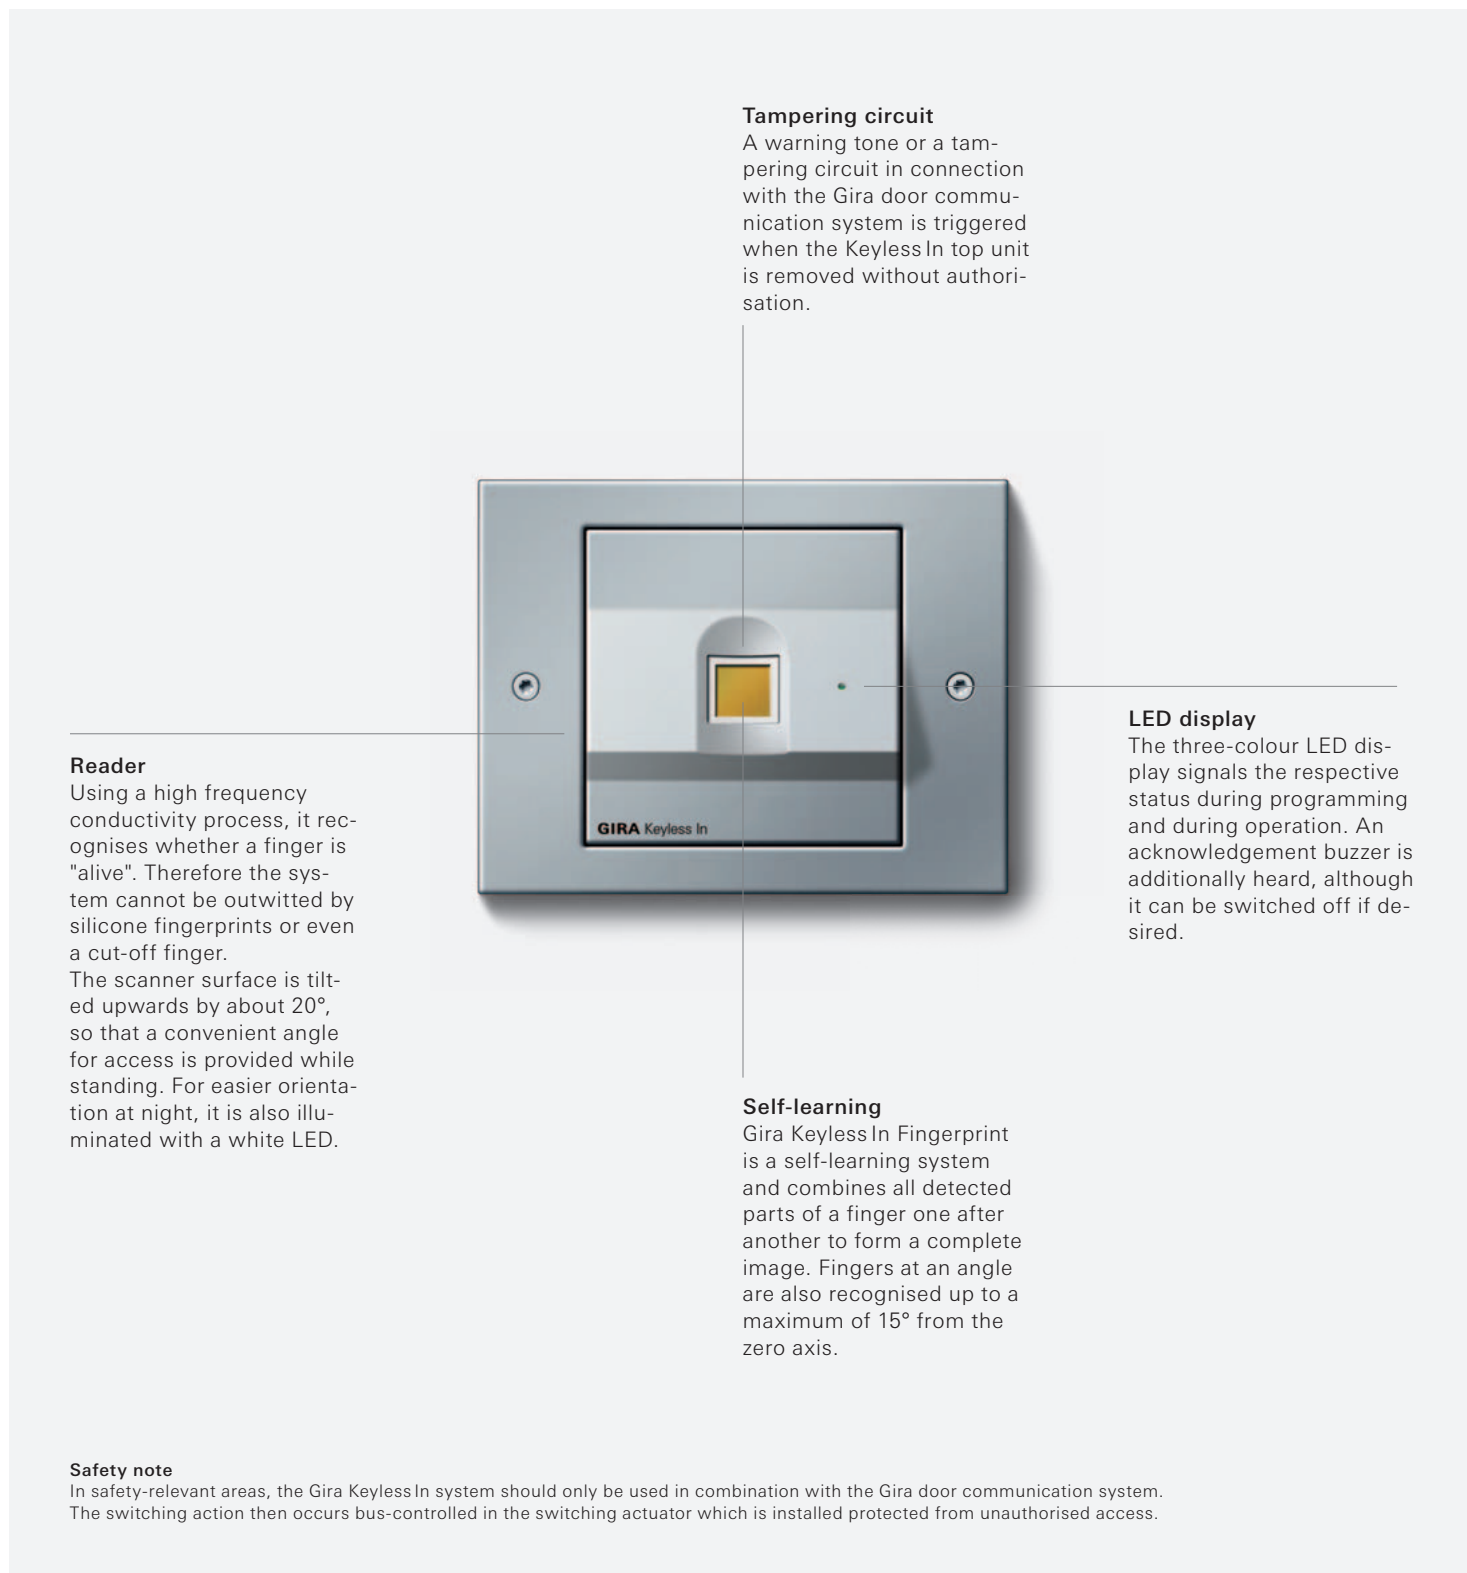 Tampering circuit
A warning tone or a tam-
pering circuit in connection
with the Gira door commu-
nication system is triggered
when the Keyless In top unit
is removed without authori-
sation.
GIRA Keyless In
Reader
Using a high frequency
conductivity process, it rec-
ognises whether a finger is
"alive". Therefore the sys-
tem cannot be outwitted by
silicone fingerprints or even
a cut-off finger.
The scanner surface is tilt-
ed upwards by about 20°,
so that a convenient angle
for access is provided while
standing. For easier orienta-
tion at night, it is also illu-
minated with a white LED.
LED display
The three-colour LED dis-
play signals the respective
status during programming
and during operation. An
acknowledgement buzzer is
additionally heard, although
it can be switched off if de-
sired.
Self-learning
Gira Keyless In Fingerprint
is a self-learning system
and combines all detected
parts of a finger one after
another to form a complete
image. Fingers at an angle
are also recognised up to a
maximum of 15° from the
zero axis.
Safety note
In safety-relevant areas, the Gira Keyless In system should only be used in combination with the Gira door communication system.
The switching action then occurs bus-controlled in the switching actuator which is installed protected from unauthorised access.